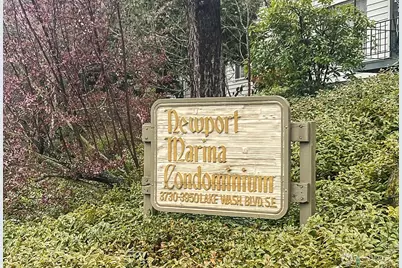 Newport
Marina
Condominium
3730-3950 LAKE WASH. BLVD. S.E